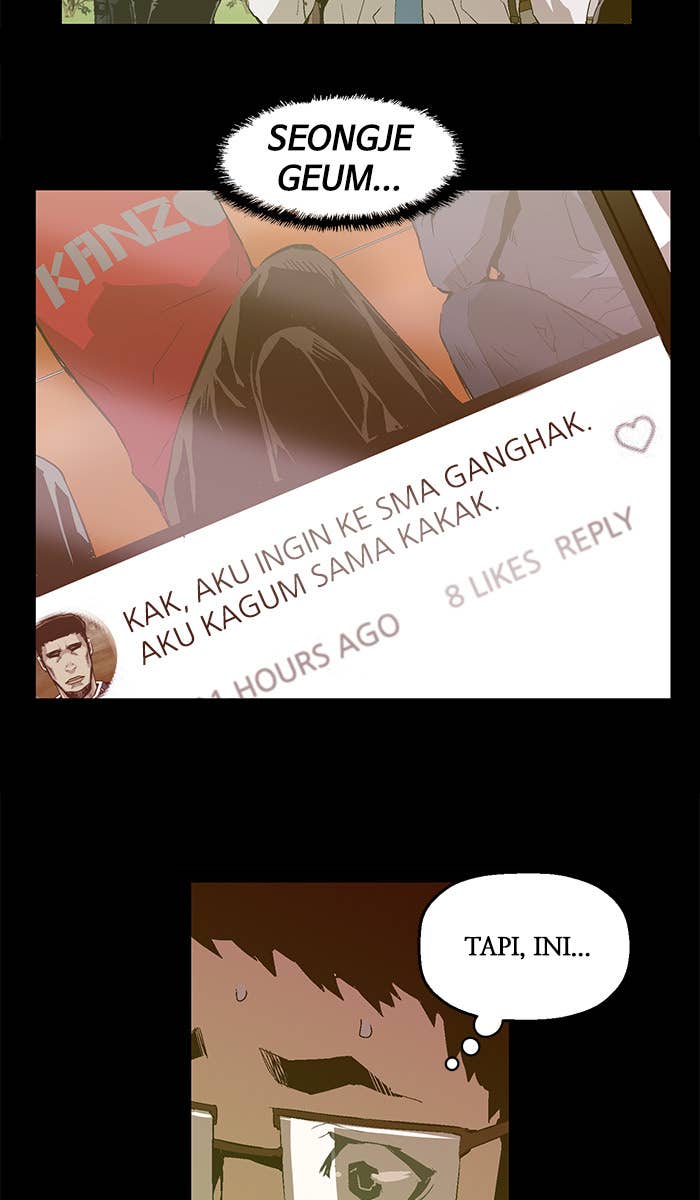 SEONGJE
GEUM...
KANZO
KAK, AKU INGIN KE SMA GANGHAK.
AKU KAGUM SAMA KAKAK.
HOURS AGO 8 LIKES REPLY
TAPI, INI...